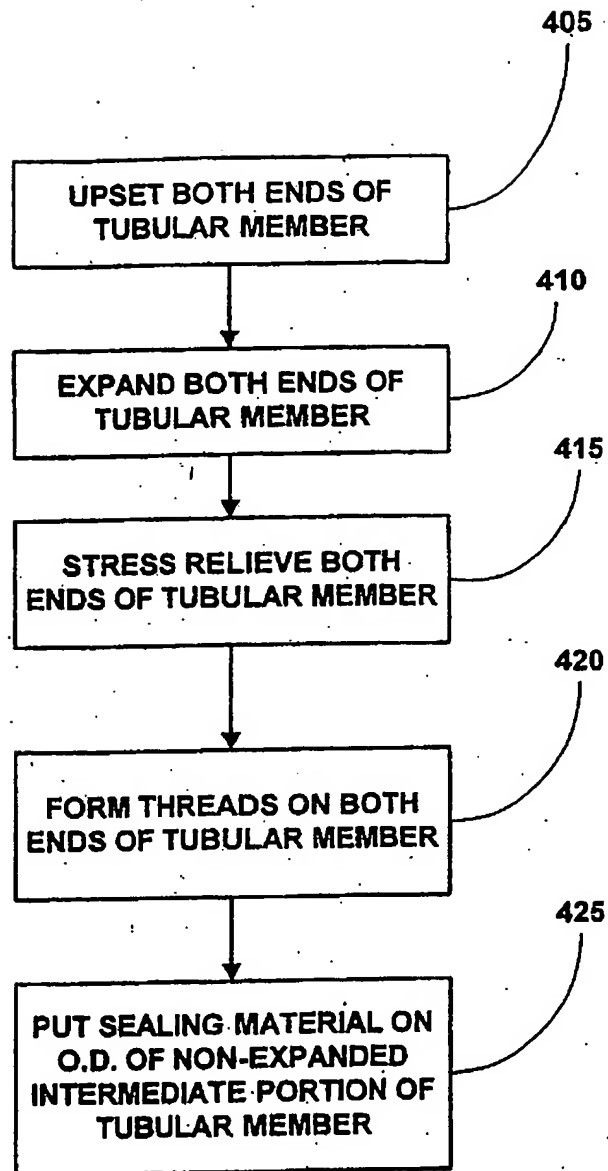 405
UPSET BOTH ENDS OF
TUBULAR MEMBER
410
EXPAND BOTH ENDS OF
TUBULAR MEMBER
415
STRESS RELIEVE BOTH
ENDS OF TUBULAR MEMBER
420
FORM THREADS ON BOTH
ENDS OF TUBULAR MEMBER
425
PUT SEALING MATERIAL ON
O.D. OF NON-EXPANDED
INTERMEDIATE PORTION OF
TUBULAR MEMBER